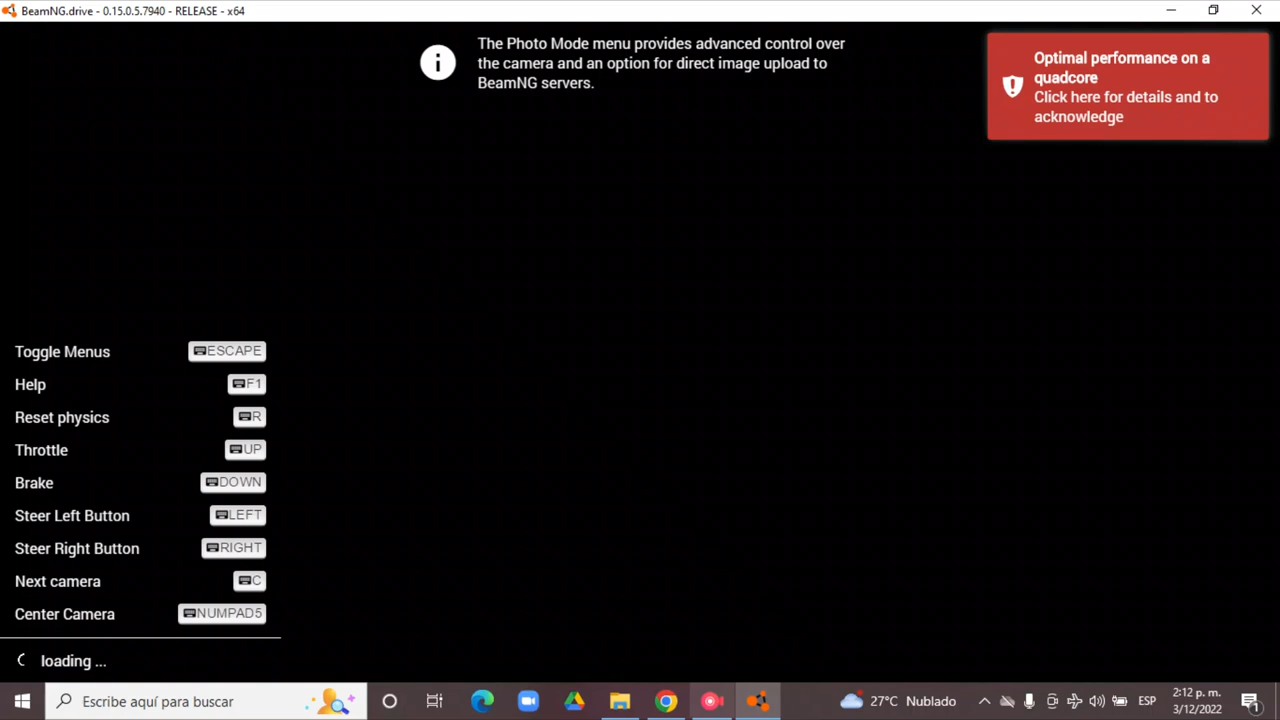 BeamNG.drive - 0.15.0.5.7940 - RELEASE - x64
The Photo Mode menu provides advanced control over
the camera and an option for direct image upload to
BeamNG servers.
Optimal performance on a
quadcore
Click here for details and to
acknowledge
Toggle Menus ESCAPE
Help F1
Reset physics R
Throttle UP
Brake DOWN
Steer Left Button LEFT
Steer Right Button RIGHT
Next camera C
Center Camera NUMPAD5
loading ...
Escribe aquí para buscar
27°C Nublado
ESP
2:12 p. m.
3/12/2022
1